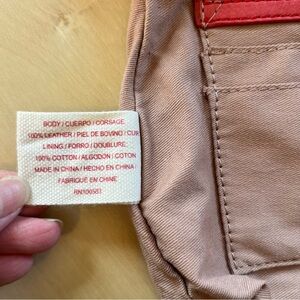 BODY / CUERPO / CORSAGE
100% LEATHER / PIEL DE BOVINO / CUIR
LINING / FORRO / DOUBLURE
100% COTTON / ALGODON / COTON
MADE IN CHINA / HECHO EN CHINA /
FABRIQUÉ EN CHINE